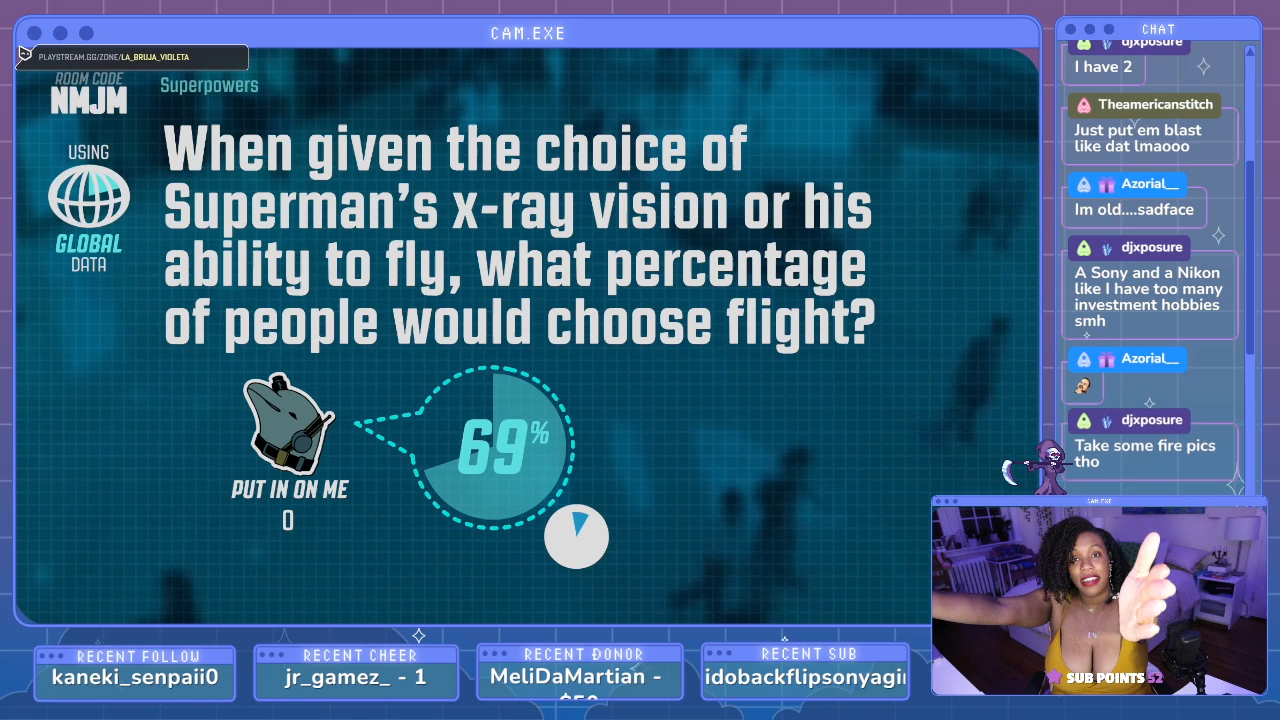 CAM.EXE
PLAYSTREAM.GG/ZONE/LA_BRUJA_VIOLETA
ROOM CODE
NMJM
USING
GLOBAL
DATA
Superpowers
When given the choice of
Superman's x-ray vision or his
ability to fly, what percentage
of people would choose flight?
69%
PUT IN ON ME
0
CHAT
djxposure
I have 2
Theamericanstitch
Just put em blast
like dat lmaooo
Azorial__
Im old....sadface
djxposure
A Sony and a Nikon
like I have too many
investment hobbies
smh
Azorial__
djxposure
Take some fire pics
tho
CAM.EXE
SUB POINTS 52
RECENT FOLLOW
kaneki_senpaii0
RECENT CHEER
jr_gamez_ - 1
RECENT DONOR
MeliDaMartian -
RECENT SUB
idobackflipsonyagi